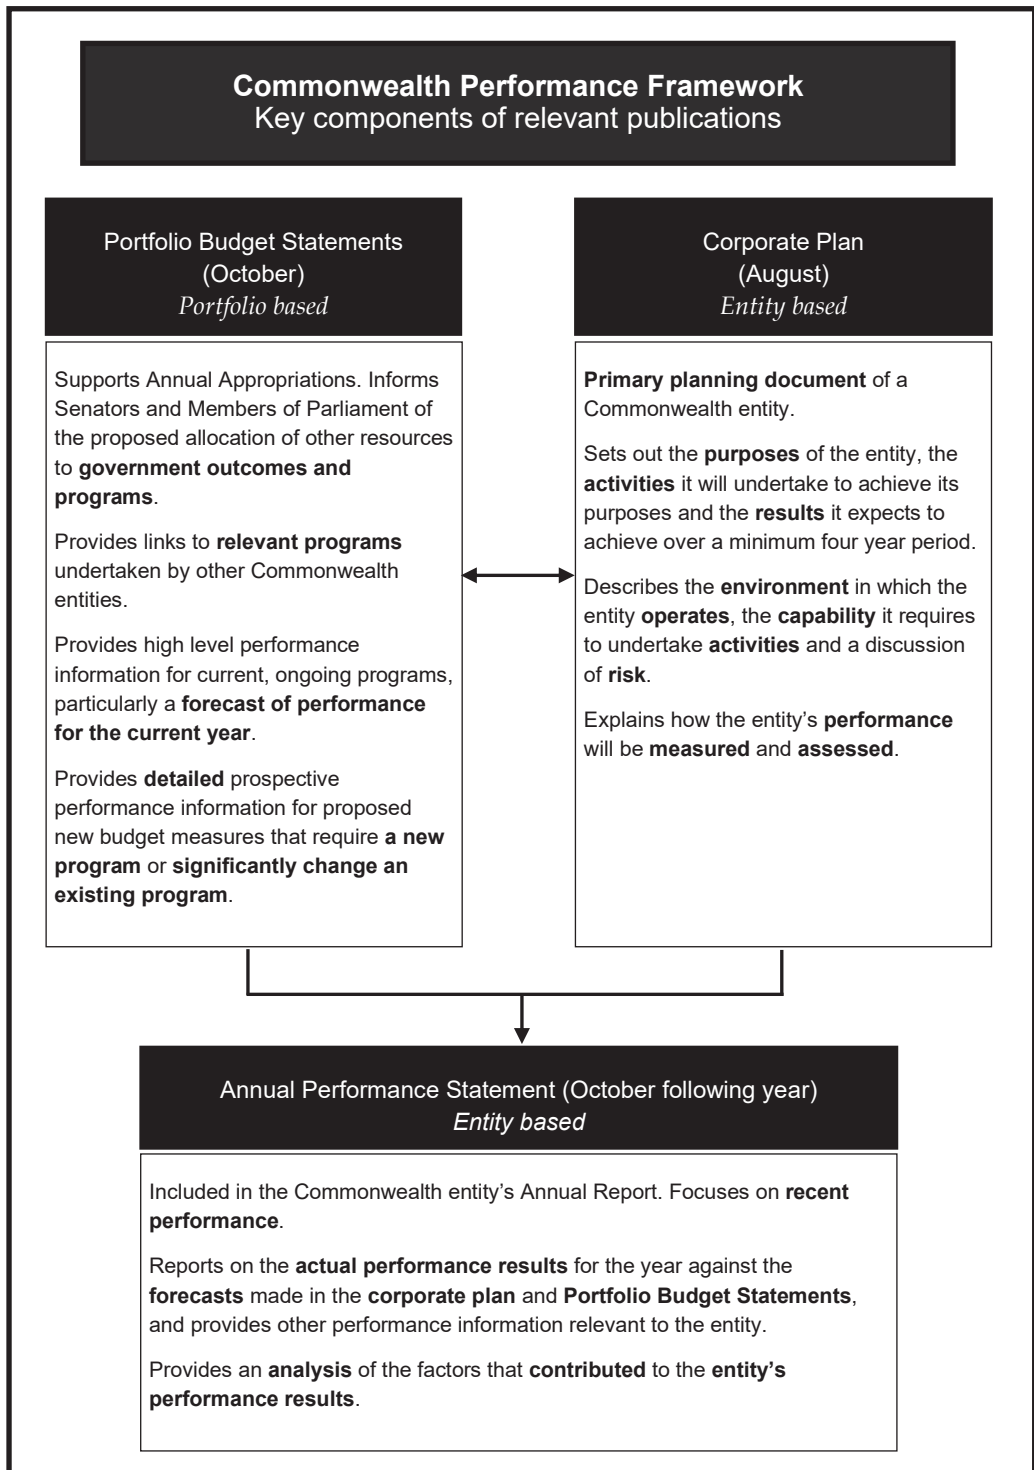 Commonwealth Performance Framework
Key components of relevant publications
Portfolio Budget Statements
(October)
Portfolio based
Supports Annual Appropriations. Informs
Senators and Members of Parliament of
the proposed allocation of other resources
to government outcomes and
programs.
Provides links to relevant programs
undertaken by other Commonwealth
entities.
Provides high level performance
information for current, ongoing programs,
particularly a forecast of performance
for the current year.
Provides detailed prospective
performance information for proposed
new budget measures that require a new
program or significantly change an
existing program.
Corporate Plan
(August)
Entity based
Primary planning document of a
Commonwealth entity.
Sets out the purposes of the entity, the
activities it will undertake to achieve its
purposes and the results it expects to
achieve over a minimum four year period.
Describes the environment in which the
entity operates, the capability it requires
to undertake activities and a discussion
of risk.
Explains how the entity's performance
will be measured and assessed.
Annual Performance Statement (October following year)
Entity based
Included in the Commonwealth entity's Annual Report. Focuses on recent
performance.
Reports on the actual performance results for the year against the
forecasts made in the corporate plan and Portfolio Budget Statements,
and provides other performance information relevant to the entity.
Provides an analysis of the factors that contributed to the entity's
performance results.